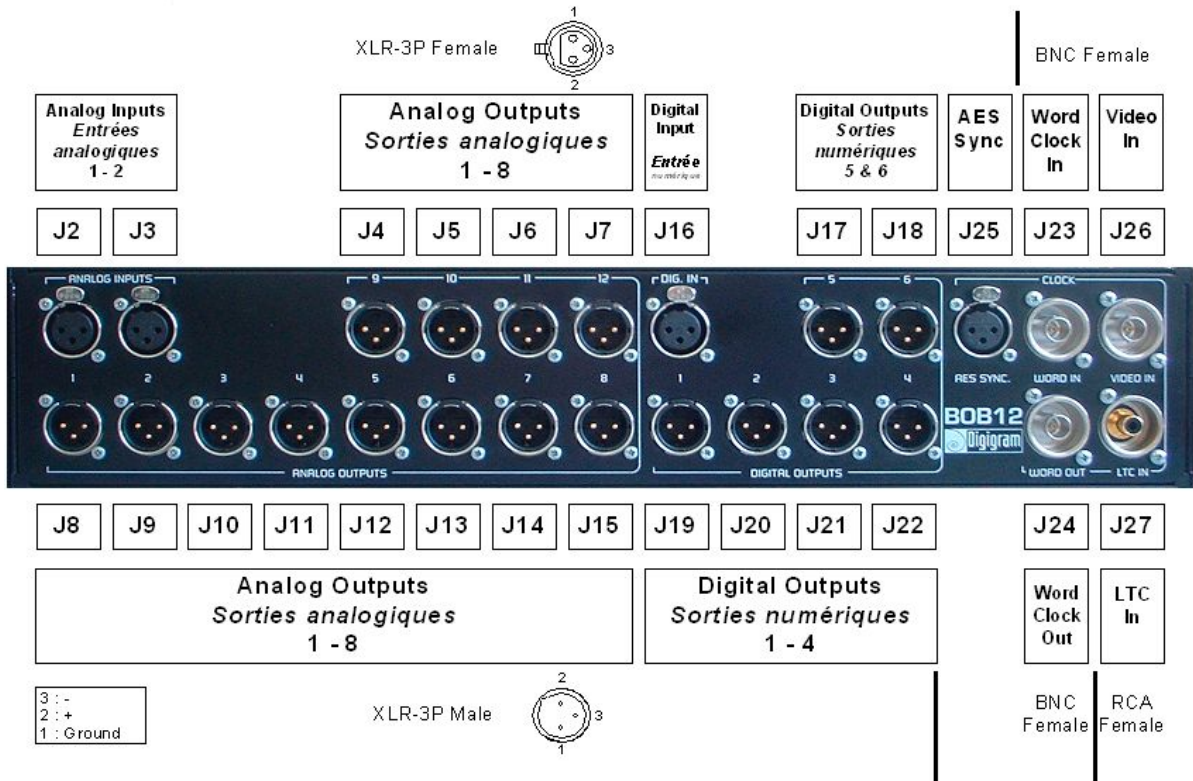 1
XLR-3P Female
3
2
BNC Female
Analog Inputs
Entrées
analogiques
1 - 2
Analog Outputs
Sorties analogiques
1 - 8
Digital
Input
Entrée
numérique
Digital Outputs
Sorties
numériques
5 & 6
AES
Sync
Word
Clock
In
Video
In
J2
J3
J4
J5
J6
J7
J16
J17
J18
J25
J23
J26
ANALOG INPUTS
9
10
11
12
DIG. IN
5
6
CLOCK
1
2
3
4
5
6
7
8
1
2
3
4
AES SYNC.
WORD IN
VIDEO IN
BOB12
Digigram
ANALOG OUTPUTS
DIGITAL OUTPUTS
WORD OUT
LTC IN
J8
J9
J10
J11
J12
J13
J14
J15
J19
J20
J21
J22
J24
J27
Analog Outputs
Sorties analogiques
1 - 8
Digital Outputs
Sorties numériques
1 - 4
Word
Clock
Out
LTC
In
3 : -
2 : +
1 : Ground
XLR-3P Male
2
3
1
BNC
Female
RCA
Female